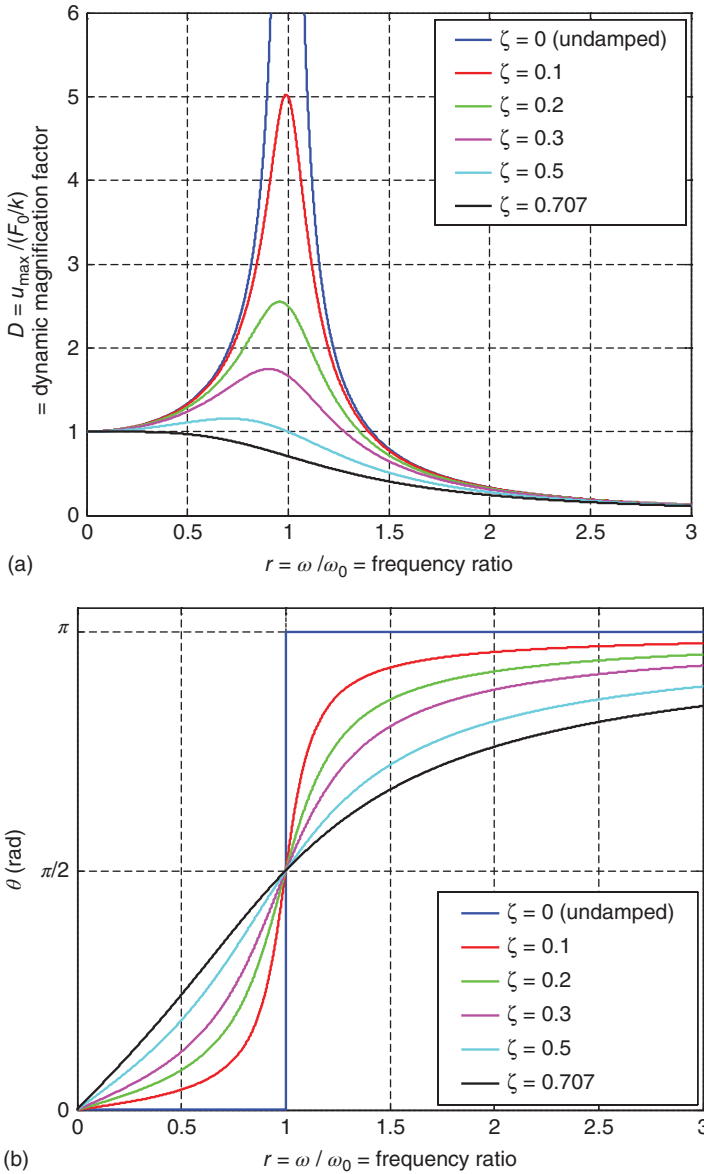 6
5
4
3
2
1
0
D = u_max/(F_0/k)
= dynamic magnification factor
ζ = 0 (undamped)
ζ = 0.1
ζ = 0.2
ζ = 0.3
ζ = 0.5
ζ = 0.707
0 0.5 1 1.5 2 2.5 3
(a)
r = ω/ω_0 = frequency ratio
π
π/2
0
θ (rad)
ζ = 0 (undamped)
ζ = 0.1
ζ = 0.2
ζ = 0.3
ζ = 0.5
ζ = 0.707
0 0.5 1 1.5 2 2.5 3
(b)
r = ω / ω_0 = frequency ratio